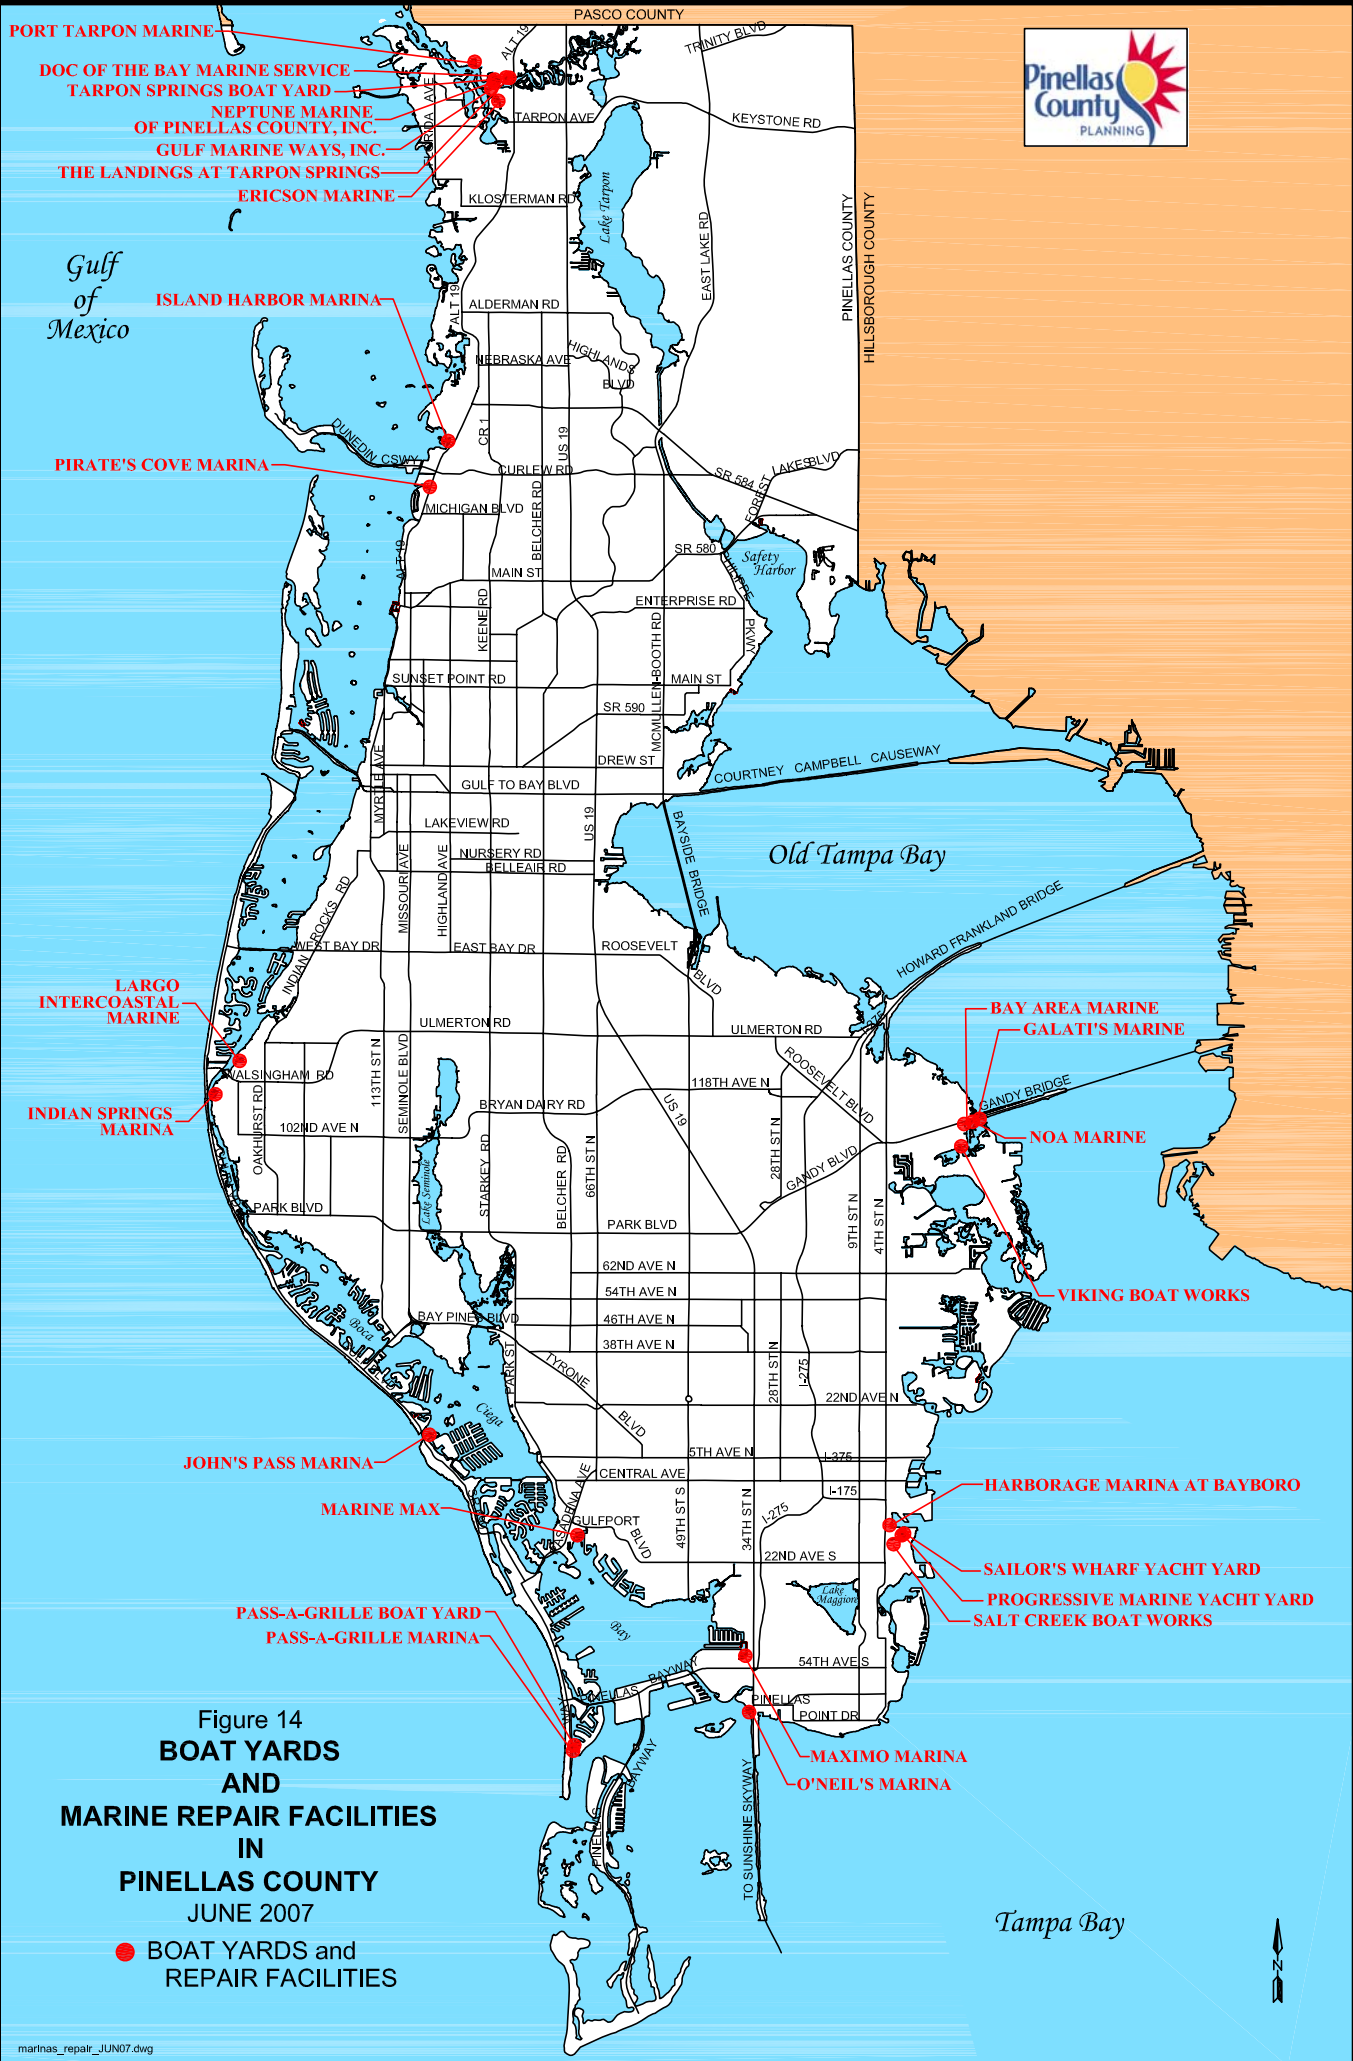 PASCO COUNTY
PORT TARPON MARINE
DOC OF THE BAY MARINE SERVICE
TARPON SPRINGS BOAT YARD
NEPTUNE MARINE
OF PINELLAS COUNTY, INC.
GULF MARINE WAYS, INC.
THE LANDINGS AT TARPON SPRINGS
ERICSON MARINE
ALT 19
TRINITY BLVD
Pinellas
County
PLANNING
FLORIDA AVE
TARPON AVE
KEYSTONE RD
KLOSTERMAN RD
Lake Tarpon
EAST LAKE RD
PINELLAS COUNTY
HILLSBOROUGH COUNTY
Gulf
of
Mexico
ISLAND HARBOR MARINA
ALT 19
ALDERMAN RD
NEBRASKA AVE
HIGHLANDS
BLVD
DUNEDIN CSWY
CR 1
US 19
PIRATE'S COVE MARINA
CURLEW RD
SR 584
LAKES BLVD
FOREST
MICHIGAN BLVD
BELCHER RD
ALT 19
SR 580
MAIN ST
Safety
Harbor
PHILIPPE
PKWY
ENTERPRISE RD
KEENE RD
MCMULLEN-BOOTH RD
SUNSET POINT RD
MAIN ST
SR 590
DREW ST
MYRTLE AVE
GULF TO BAY BLVD
COURTNEY CAMPBELL CAUSEWAY
US 19
LAKEVIEW RD
BAYSIDE BRIDGE
Old Tampa Bay
NURSERY RD
BELLEAIR RD
MISSOURI AVE
HIGHLAND AVE
INDIAN ROCKS RD
WEST BAY DR
EAST BAY DR
ROOSEVELT
BLVD
HOWARD FRANKLAND BRIDGE
LARGO
INTERCOASTAL
MARINE
BAY AREA MARINE
GALATI'S MARINE
ULMERTON RD
ULMERTON RD
I-275
113TH ST N
SEMINOLE BLVD
WALSINGHAM RD
118TH AVE N
ROOSEVELT BLVD
GANDY BRIDGE
US 19
INDIAN SPRINGS
MARINA
OAKHURST RD
102ND AVE N
BRYAN DAIRY RD
NOA MARINE
28TH ST N
GANDY BLVD
Lake Seminole
STARKEY RD
BELCHER RD
66TH ST N
9TH ST N
4TH ST N
PARK BLVD
PARK BLVD
62ND AVE N
54TH AVE N
VIKING BOAT WORKS
BAY PINES BLVD
46TH AVE N
38TH AVE N
Boca
TYRONE
BLVD
PARK ST
28TH ST N
I-275
22ND AVE N
Ciega
5TH AVE N
I-375
JOHN'S PASS MARINA
CENTRAL AVE
I-175
HARBORAGE MARINA AT BAYBORO
MARINE MAX
GULFPORT
BLVD
49TH ST S
34TH ST N
I-275
22ND AVE S
SAILOR'S WHARF YACHT YARD
PROGRESSIVE MARINE YACHT YARD
SALT CREEK BOAT WORKS
Lake
Maggiore
PASS-A-GRILLE BOAT YARD
PASS-A-GRILLE MARINA
Bay
54TH AVE S
PINELLAS BAYWAY
WAY
PINELLAS
POINT DR
MAXIMO MARINA
O'NEIL'S MARINA
PINELLAS BAYWAY
TO SUNSHINE SKYWAY
Figure 14
BOAT YARDS
AND
MARINE REPAIR FACILITIES
IN
PINELLAS COUNTY
JUNE 2007
BOAT YARDS and
REPAIR FACILITIES
Tampa Bay
N
marinas_repair_JUN07.dwg